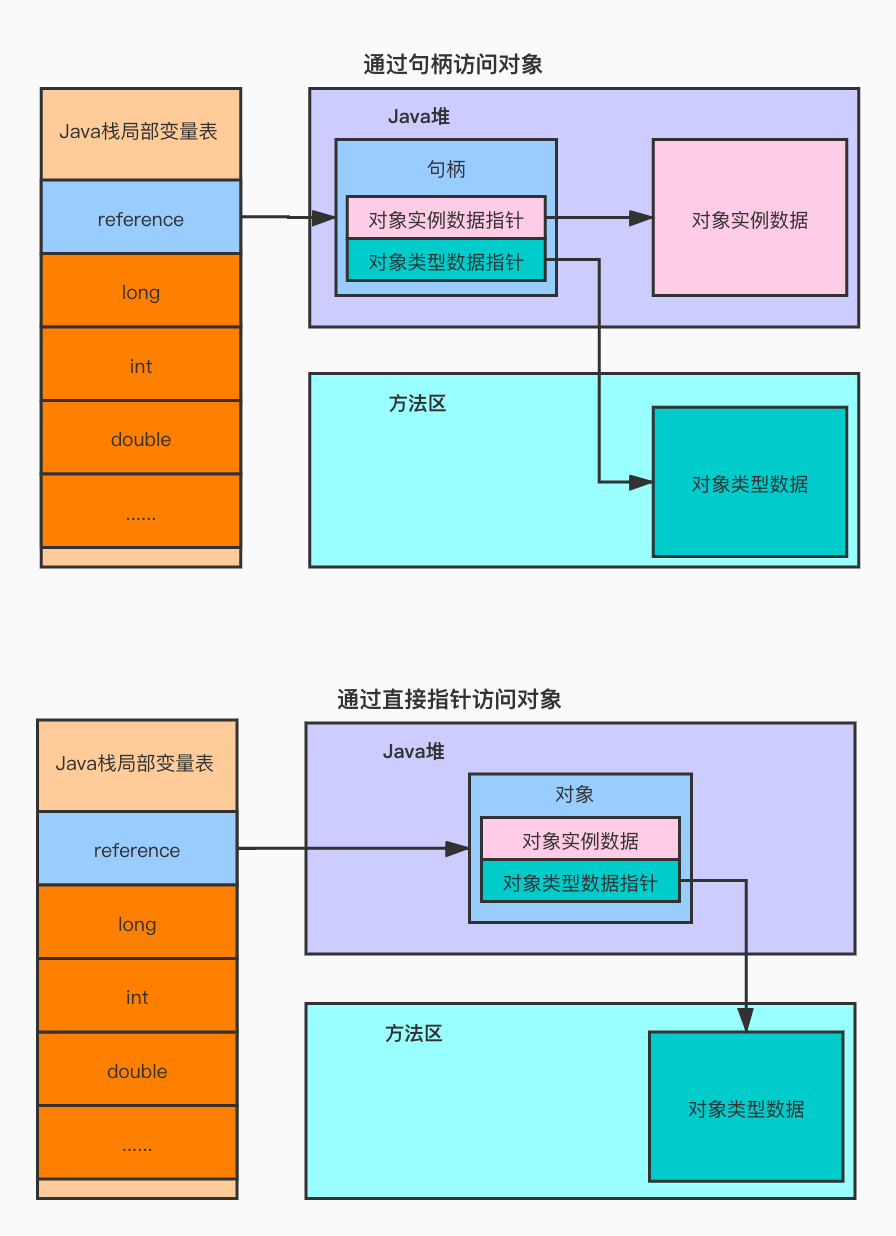 通过句柄访问对象
Java栈局部变量表
reference
long
int
double
......
Java堆
句柄
对象实例数据指针
对象类型数据指针
对象实例数据
方法区
对象类型数据
通过直接指针访问对象
Java栈局部变量表
reference
long
int
double
......
Java堆
对象
对象实例数据
对象类型数据指针
方法区
对象类型数据